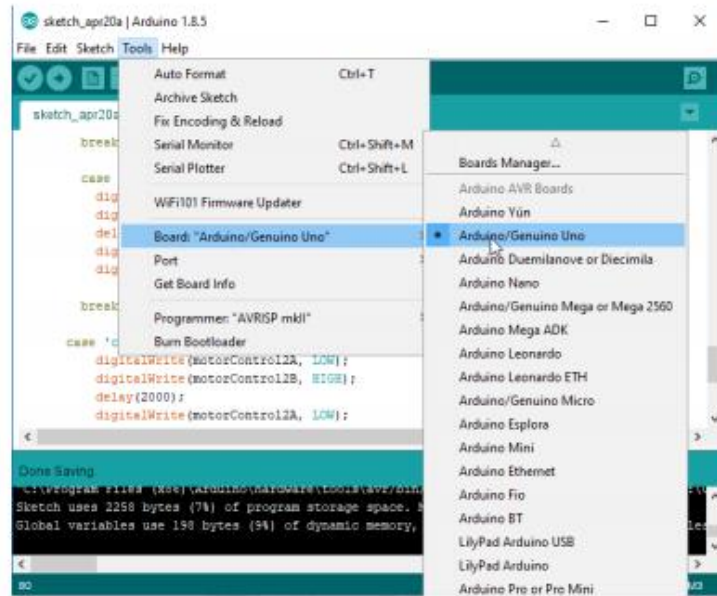 sketch_apr20a | Arduino 1.8.5
File Edit Sketch Tools Help
sketch_apr20a
Auto Format Ctrl+T
Archive Sketch
Fix Encoding & Reload
Serial Monitor Ctrl+Shift+M
Serial Plotter Ctrl+Shift+L
WiFi101 Firmware Updater
Board: "Arduino/Genuino Uno"
Port
Get Board Info
Programmer: "AVRISP mkII"
Burn Bootloader
Boards Manager...
Arduino AVR Boards
Arduino Yún
Arduino/Genuino Uno
Arduino Duemilanove or Diecimila
Arduino Nano
Arduino/Genuino Mega or Mega 2560
Arduino Mega ADK
Arduino Leonardo
Arduino Leonardo ETH
Arduino/Genuino Micro
Arduino Esplora
Arduino Mini
Arduino Ethernet
Arduino Fio
Arduino BT
LilyPad Arduino USB
LilyPad Arduino
Arduino Pro or Pro Mini
break
case
dig
dig
del
dig
dig
break
case 'c
digitalWrite(motorControl2A, LOW);
digitalWrite(motorControl2B, HIGH);
delay(2000);
digitalWrite(motorControl2A, LOW);
Done Saving.
Sketch uses 2258 bytes (7%) of program storage space.
Global variables use 198 bytes (9%) of dynamic memory,
80